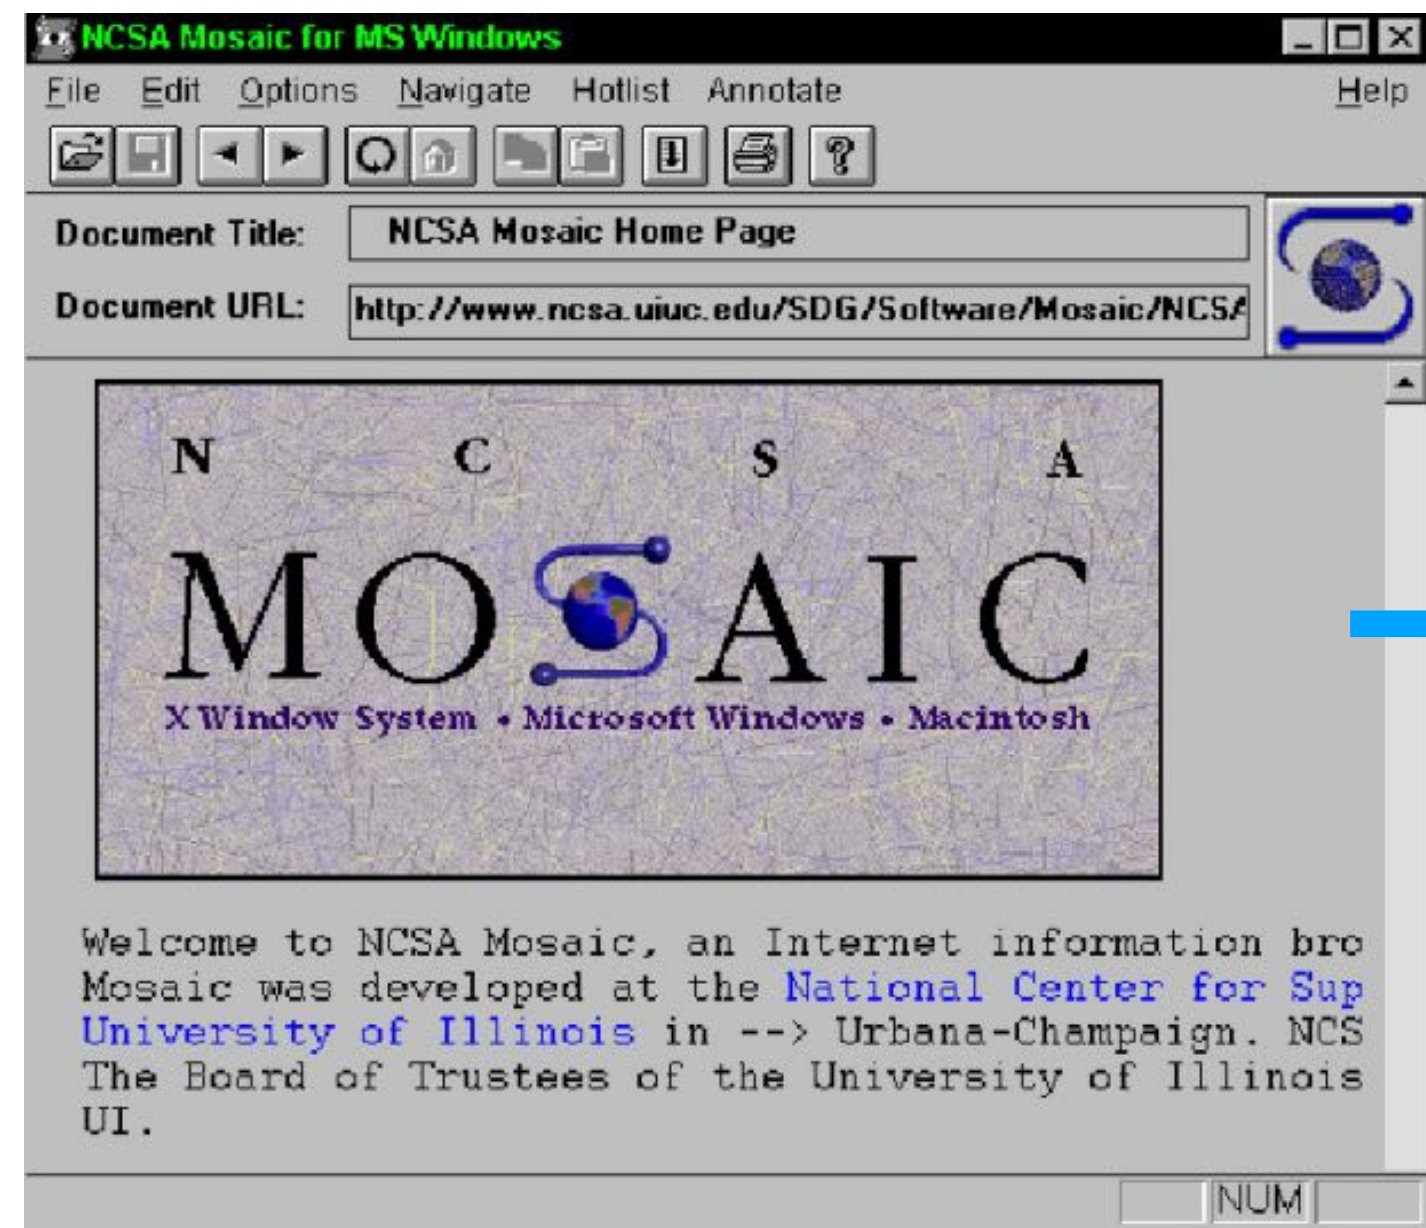 NCSA Mosaic for MS Windows
File Edit Options Navigate Hotlist Annotate Help
Document Title: NCSA Mosaic Home Page
Document URL: http://www.ncsa.uiuc.edu/SDG/Software/Mosaic/NCSA
N C S A
MOSAIC
X Window System • Microsoft Windows • Macintosh
Welcome to NCSA Mosaic, an Internet information bro
Mosaic was developed at the National Center for Sup
University of Illinois in --> Urbana-Champaign. NCS
The Board of Trustees of the University of Illinois
UI.
NUM